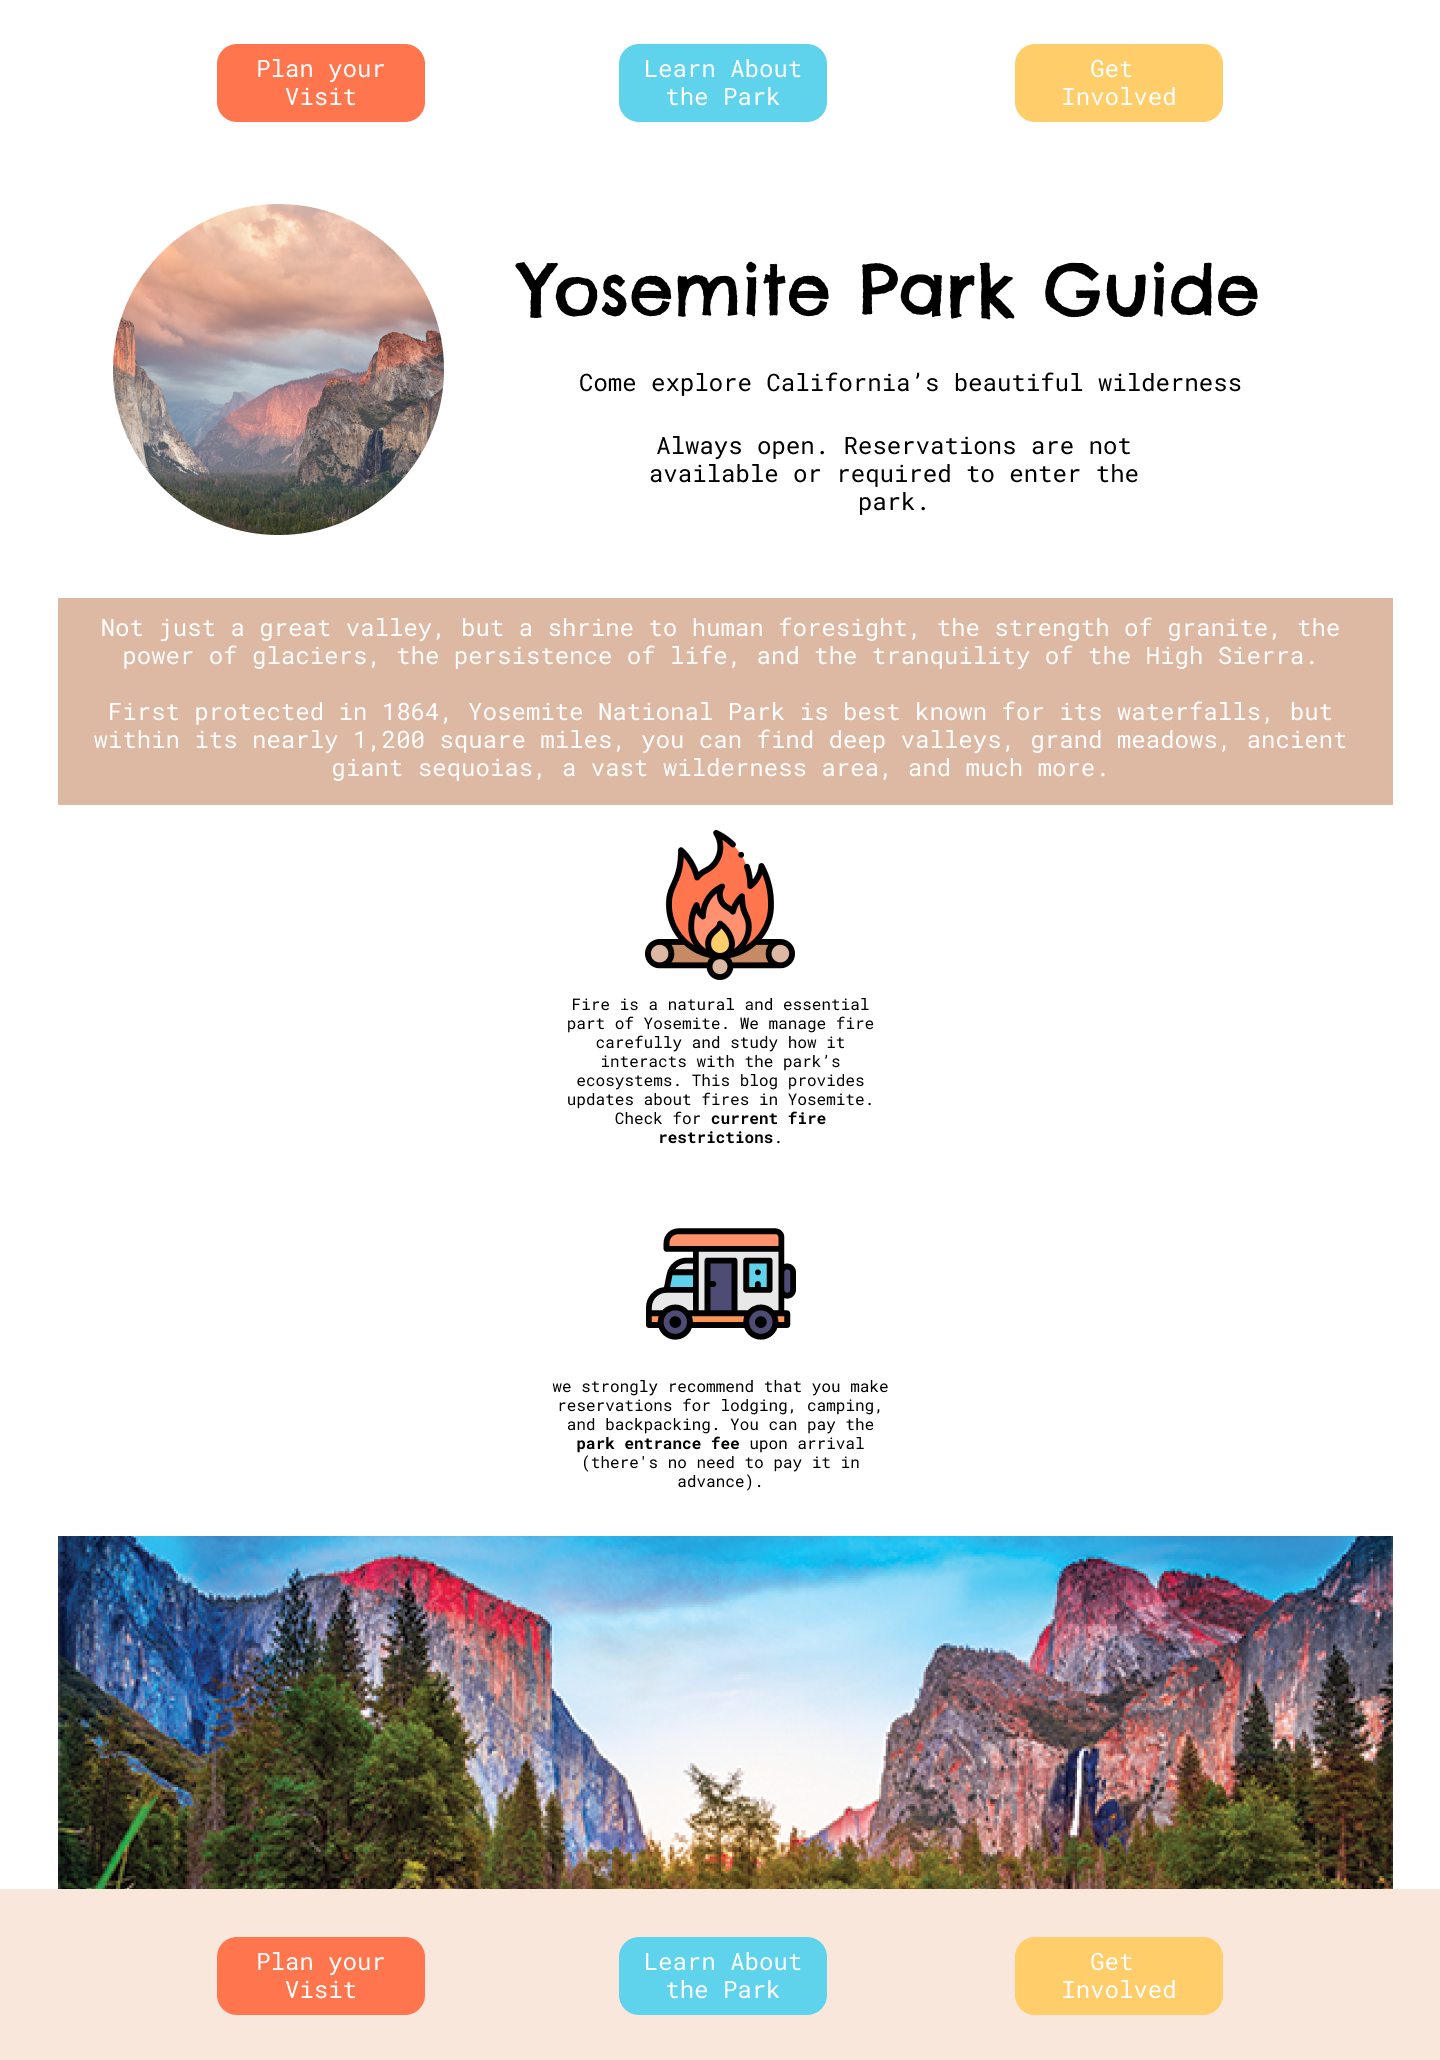 Plan your
Visit
Learn About
the Park
Get
Involved
Yosemite Park Guide
Come explore California’s beautiful wilderness
Always open. Reservations are not
available or required to enter the
park.
Not just a great valley, but a shrine to human foresight, the strength of granite, the
power of glaciers, the persistence of life, and the tranquility of the High Sierra.
First protected in 1864, Yosemite National Park is best known for its waterfalls, but
within its nearly 1,200 square miles, you can find deep valleys, grand meadows, ancient
giant sequoias, a vast wilderness area, and much more.
Fire is a natural and essential
part of Yosemite. We manage fire
carefully and study how it
interacts with the park’s
ecosystems. This blog provides
updates about fires in Yosemite.
Check for current fire
restrictions.
we strongly recommend that you make
reservations for lodging, camping,
and backpacking. You can pay the
park entrance fee upon arrival
(there's no need to pay it in
advance).
Plan your
Visit
Learn About
the Park
Get
Involved